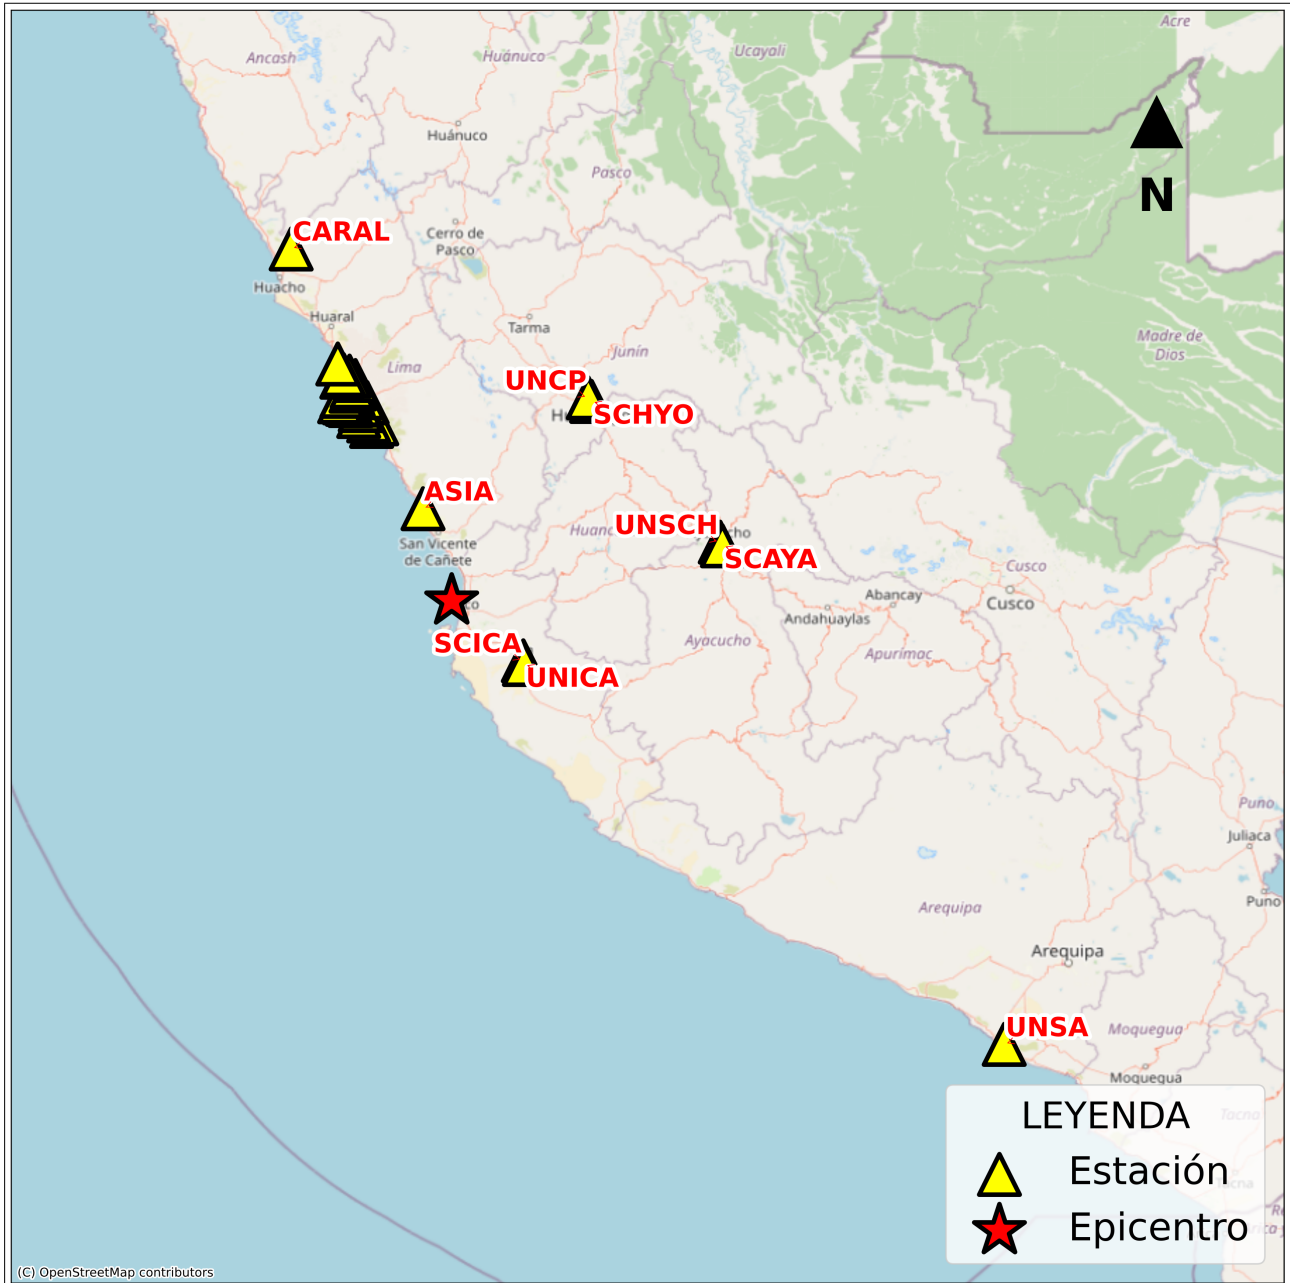 Acre
Ancash
Huánuco
Ucayali
Huánuco
Pasco
N
CARAL
Cerro de
Pasco
Huacho
Huaral
Tarma
Madre de
Dios
Junín
Lima
UNCP
SCHYO
ASIA
UNSCH
San Vicente
de Cañete
SCAYA
Cusco
Abancay
Cusco
Andahuaylas
SCICA
Ayacucho
Apurímac
UNICA
Puno
Juliaca
Puno
Arequipa
Arequipa
UNSA
Moquegua
Moquegua
LEYENDA
Tacna
Estación
Tacna
Epicentro
(C) OpenStreetMap contributors